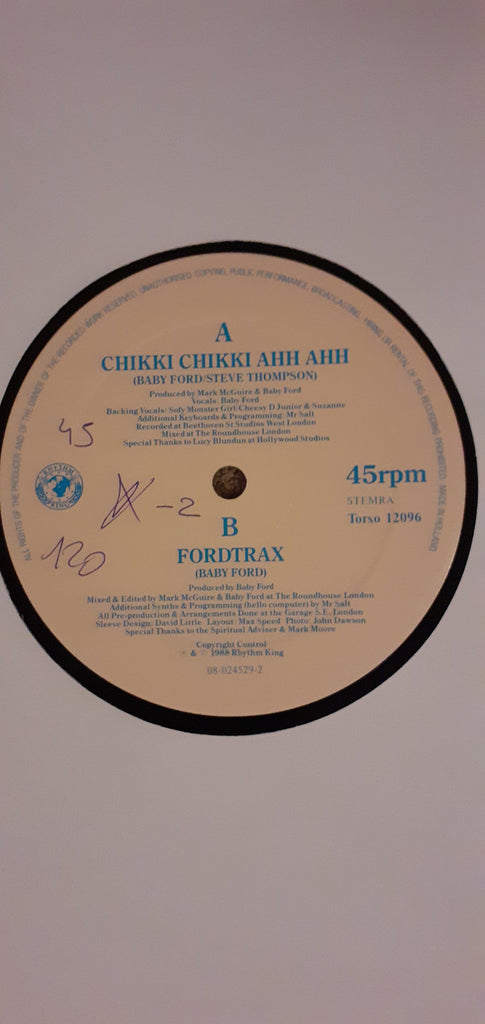 ALL RIGHTS OF THE PRODUCER AND OF THE OWNER OF THE RECORDED WORK RESERVED. UNAUTHORISED COPYING, PUBLIC PERFORMANCE, BROADCASTING, HIRING OR RENTAL OF THIS RECORDING PROHIBITED. MADE IN HOLLAND
A
CHIKKI CHIKKI AHH AHH
(BABY FORD/STEVE THOMPSON)
Produced by Mark McGuire & Baby Ford
Vocals: Baby Ford
Backing Vocals: Sofy Monster Girl Cheesy D Junior & Suzanne
Additional Keyboards & Programming: Mr Salt
Recorded at Beethoven St Studios West London
Mixed at The Roundhouse London
Special Thanks to Lucy Blundun at Hollywood Studios
45
RHYTHM
KING
-2
120
45rpm
STEMRA
Torso 12096
B
FORDTRAX
(BABY FORD)
Produced by Baby Ford
Mixed & Edited by Mark McGuire & Baby Ford at The Roundhouse London
Additional Synths & Programming (hello computer) by Mr Salt
All Pre-production & Arrangements Done at the Garage S.E. London
Sleeve Design: David Little Layout: Max Speed Photo: John Dawson
Special Thanks to the Spiritual Adviser & Mark Moore
Copyright Control
℗ & © 1988 Rhythm King
08-024529-2